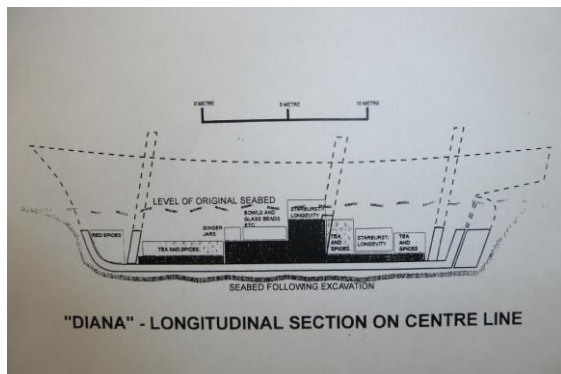 0 METRE 5 METRE 10 METRE
LEVEL OF ORIGINAL SEABED
STARBURST/
LONGEVITY
BOWLS AND
GLASS BEADS
ETC.
GINGER
JARS
RED SPICES
TEA AND SPICES
TEA
AND
SPICES
STARBURST/
LONGEVITY
TEA
AND
SPICES
SEABED FOLLOWING EXCAVATION
"DIANA" - LONGITUDINAL SECTION ON CENTRE LINE